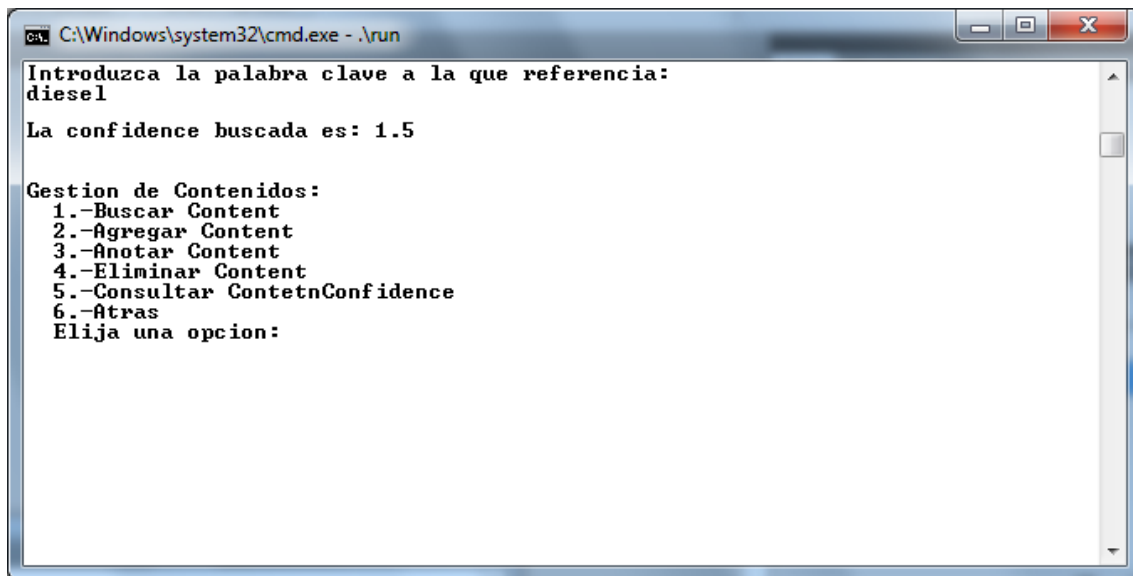 C:\Windows\system32\cmd.exe - .\run
Introduzca la palabra clave a la que referencia:
diesel
La confidence buscada es: 1.5
Gestion de Contenidos:
1.-Buscar Content
2.-Agregar Content
3.-Anotar Content
4.-Eliminar Content
5.-Consultar ContetnConfidence
6.-Atras
Elija una opcion: